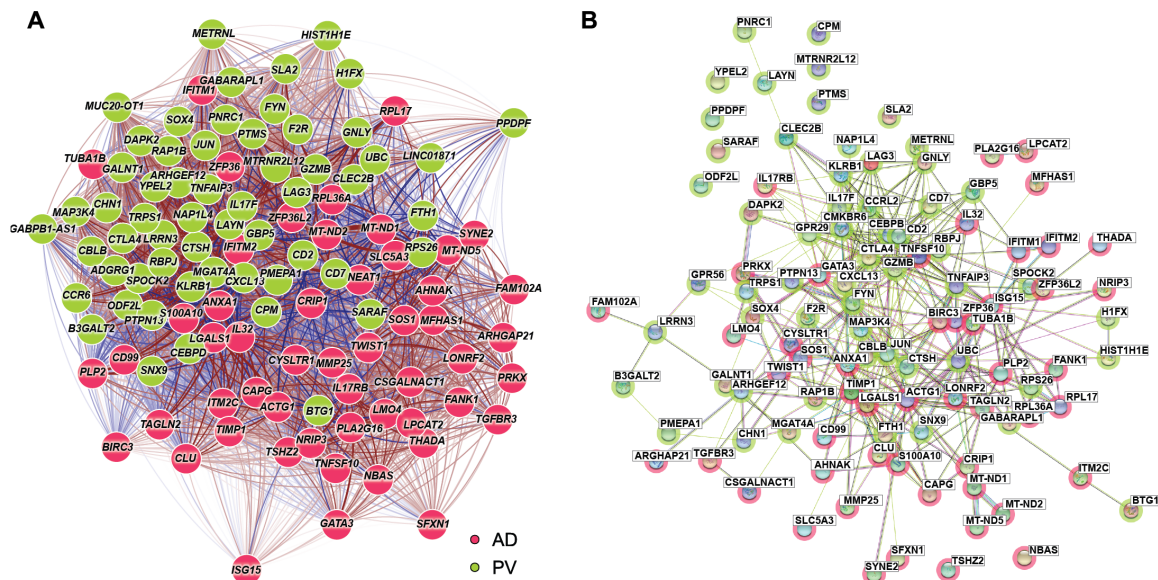 A
METRNL
HIST1H1E
SLA2
H1FX
GABARAPL1
IFITM1
MUC20-OT1
FYN
RPL17
PPDPF
SOX4
PNRC1
F2R
DAPK2
PTMS
GNLY
RAP1B
JUN
TUBA1B
UBC
LINC01871
GALNT1
ZFP36
MTRNR2L12
ARHGEF12
GZMB
CLEC2B
YPEL2
TNFAIP3
LAG3
CHN1
IL17F
RPL36A
MAP3K4
TRPS1
NAP1L4
ZFP36L2
FTH1
GABPB1-AS1
LAYN
MT-ND1
GBP5
MT-ND2
SYNE2
CTLA4
LRRN3
CBLB
CTSH
IFITM2
RPS26
MT-ND5
RBPJ
CD2
SLC5A3
ADGRG1
MGAT4A
PMEPA1
CD7
SPOCK2
CXCL13
NEAT1
CCR6
KLRB1
AHNAK
FAM102A
ODF2L
ANXA1
CRIP1
CPM
SARAF
PTPN13
S100A10
SOS1
MFHAS1
B3GALT2
IL32
ARHGAP21
LGALS1
TWIST1
CEBPD
CD99
CYSLTR1
MMP25
LONRF2
PLP2
SNX9
PRKX
IL17RB
CSGALNACT1
CAPG
FANK1
ITM2C
ACTG1
BTG1
LMO4
TGFBR3
TAGLN2
TIMP1
PLA2G16
LPCAT2
BIRC3
NRIP3
THADA
CLU
TSHZ2
TNFSF10
NBAS
GATA3
SFXN1
ISG15
AD
PV
B
PNRC1
CPM
MTRNR2L12
YPEL2
LAYN
PTMS
PPDPF
SLA2
CLEC2B
SARAF
NAP1L4
METRNL
LAG3
GNLY
PLA2G16
LPCAT2
KLRB1
ODF2L
IL17RB
MFHAS1
GBP5
IL17F
CCRL2
CD7
DAPK2
CMKBR6
IL32
CEBPB
GPR29
CD2
IFITM1
IFITM2
RBPJ
CTLA4
TNFSF10
THADA
GZMB
GATA3
PRKX
PTPN13
SPOCK2
GPR56
CXCL13
TNFAIP3
ZFP36L2
TRPS1
NRIP3
FYN
ISG15
FAM102A
SOX4
F2R
ZFP36
BIRC3
H1FX
MAP3K4
TUBA1B
LRRN3
LMO4
CYSLTR1
CBLB
JUN
SOS1
UBC
HIST1H1E
ANXA1
CTSH
FANK1
TWIST1
PLP2
B3GALT2
GALNT1
TIMP1
RPS26
ARHGEF12
LONRF2
RPL17
RAP1B
LGALS1
ACTG1
TAGLN2
RPL36A
GABARAPL1
FTH1
SNX9
PMEPA1
MGAT4A
CHN1
CD99
CLU
S100A10
ARGHAP21
TGFBR3
CRIP1
AHNAK
ITM2C
MT-ND1
CSGALNACT1
CAPG
MMP25
MT-ND2
BTG1
SLC5A3
MT-ND5
SFXN1
NBAS
TSHZ2
SYNE2